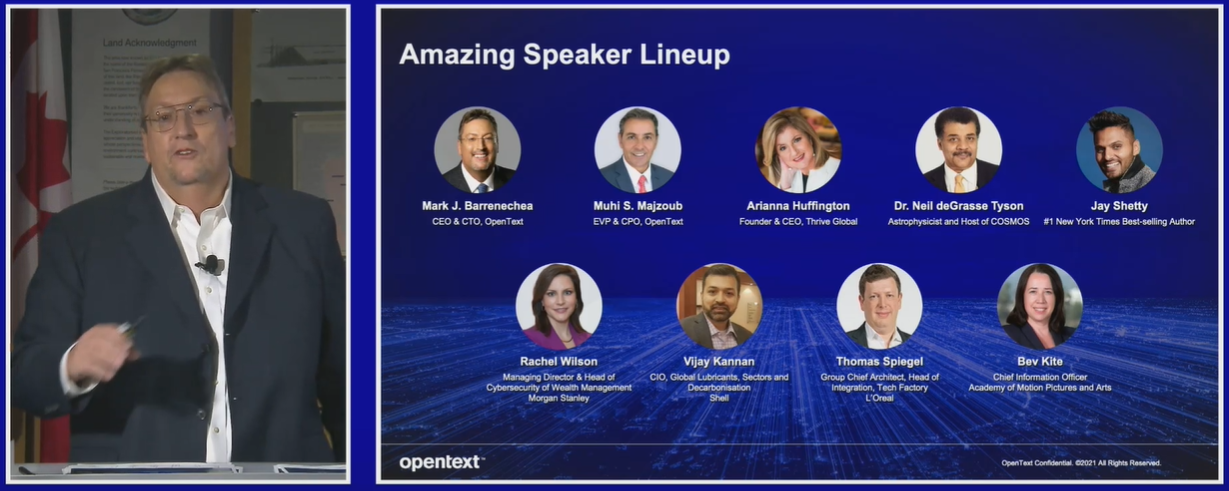 Land Acknowledgment
Amazing Speaker Lineup
Mark J. Barrenechea
CEO & CTO, OpenText
Muhi S. Majzoub
EVP & CPO, OpenText
Arianna Huffington
Founder & CEO, Thrive Global
Dr. Neil deGrasse Tyson
Astrophysicist and Host of COSMOS
Jay Shetty
#1 New York Times Best-selling Author
Rachel Wilson
Managing Director & Head of
Cybersecurity of Wealth Management
Morgan Stanley
Vijay Kannan
CIO, Global Lubricants, Sectors and
Decarbonisation
Shell
Thomas Spiegel
Group Chief Architect, Head of
Integration, Tech Factory
L'Oreal
Bev Kite
Chief Information Officer
Academy of Motion Pictures and Arts
opentext™
OpenText Confidential. ©2021 All Rights Reserved.